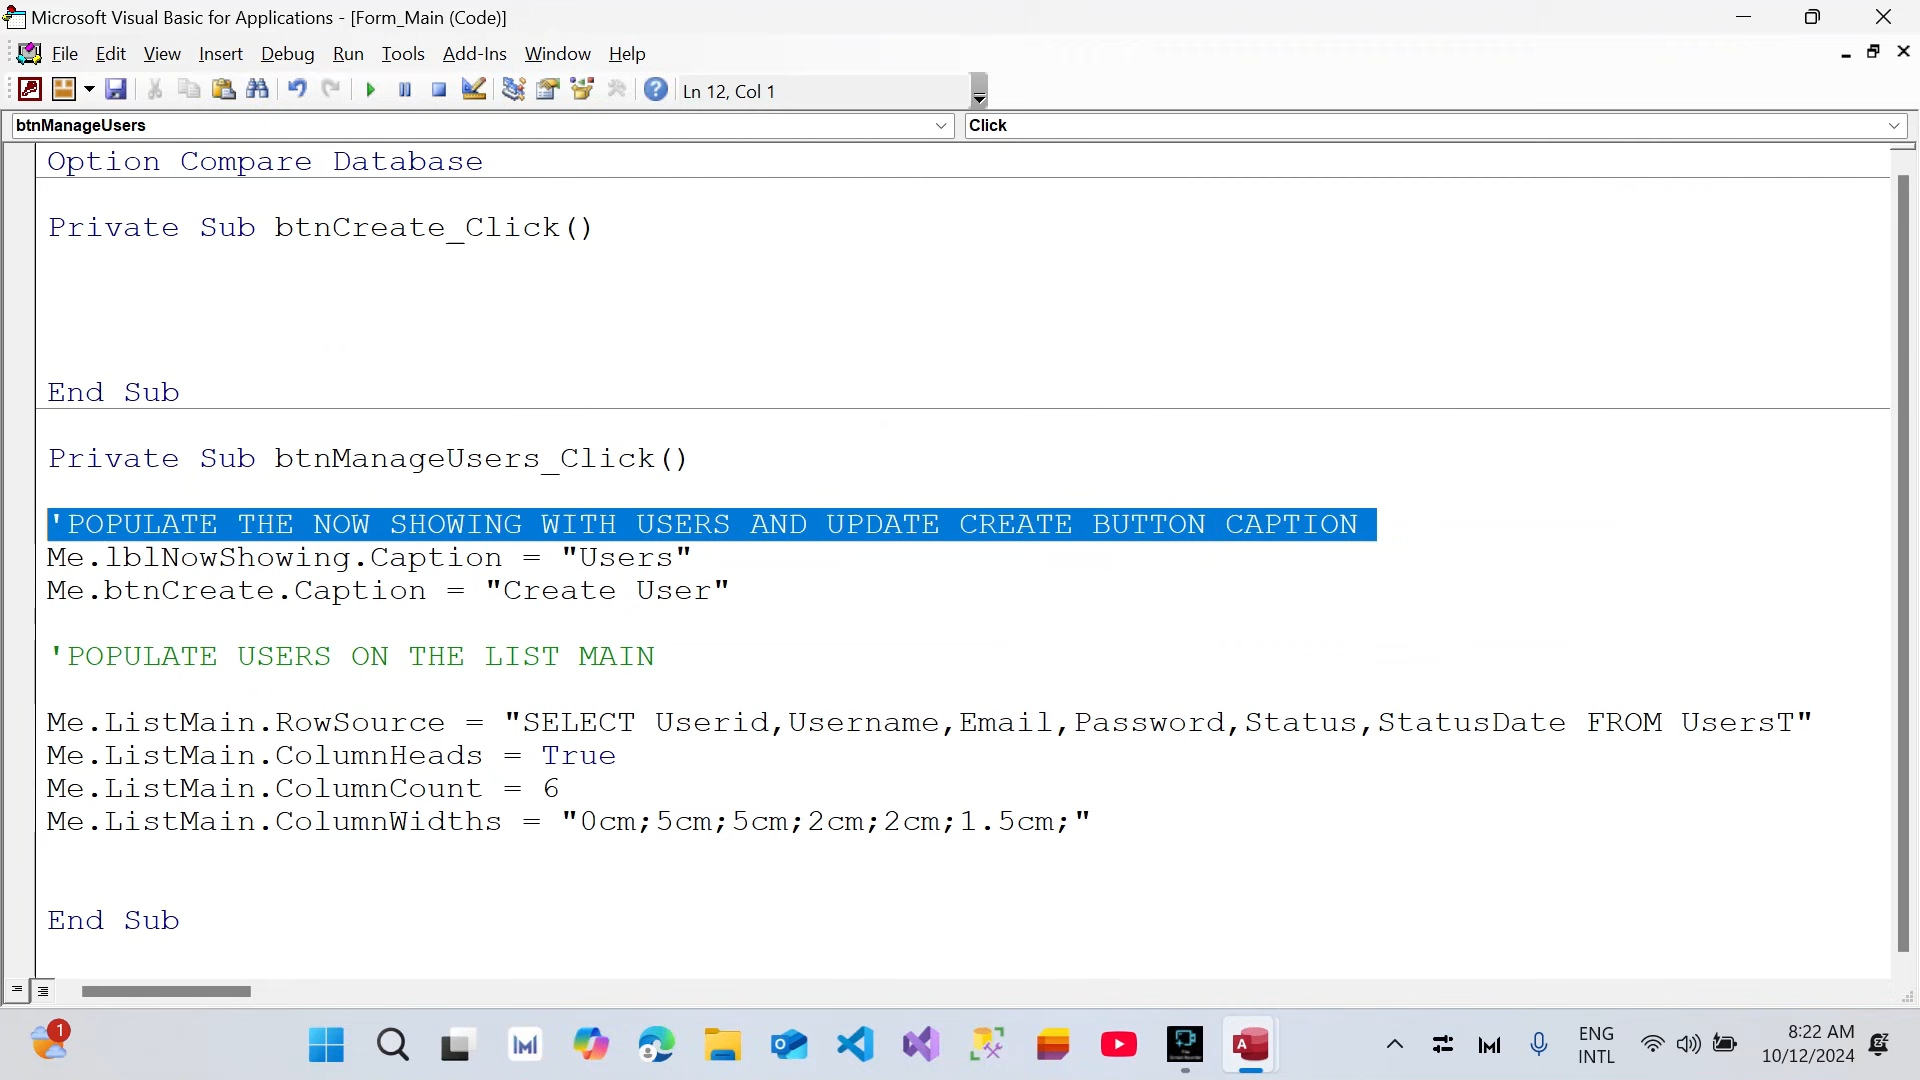 Microsoft Visual Basic for Applications - [Form_Main (Code)]
File Edit View Insert Debug Run Tools Add-Ins Window Help
Ln 12, Col 1
btnManageUsers Click
Option Compare Database
Private Sub btnCreate_Click()
End Sub
Private Sub btnManageUsers_Click()
'POPULATE THE NOW SHOWING WITH USERS AND UPDATE CREATE BUTTON CAPTION
Me.lblNowShowing.Caption = "Users"
Me.btnCreate.Caption = "Create User"
'POPULATE USERS ON THE LIST MAIN
Me.ListMain.RowSource = "SELECT Userid,Username,Email,Password,Status,StatusDate FROM UsersT"
Me.ListMain.ColumnHeads = True
Me.ListMain.ColumnCount = 6
Me.ListMain.ColumnWidths = "0cm;5cm;5cm;2cm;2cm;1.5cm;"
End Sub
1
ENG
INTL
8:22 AM
10/12/2024